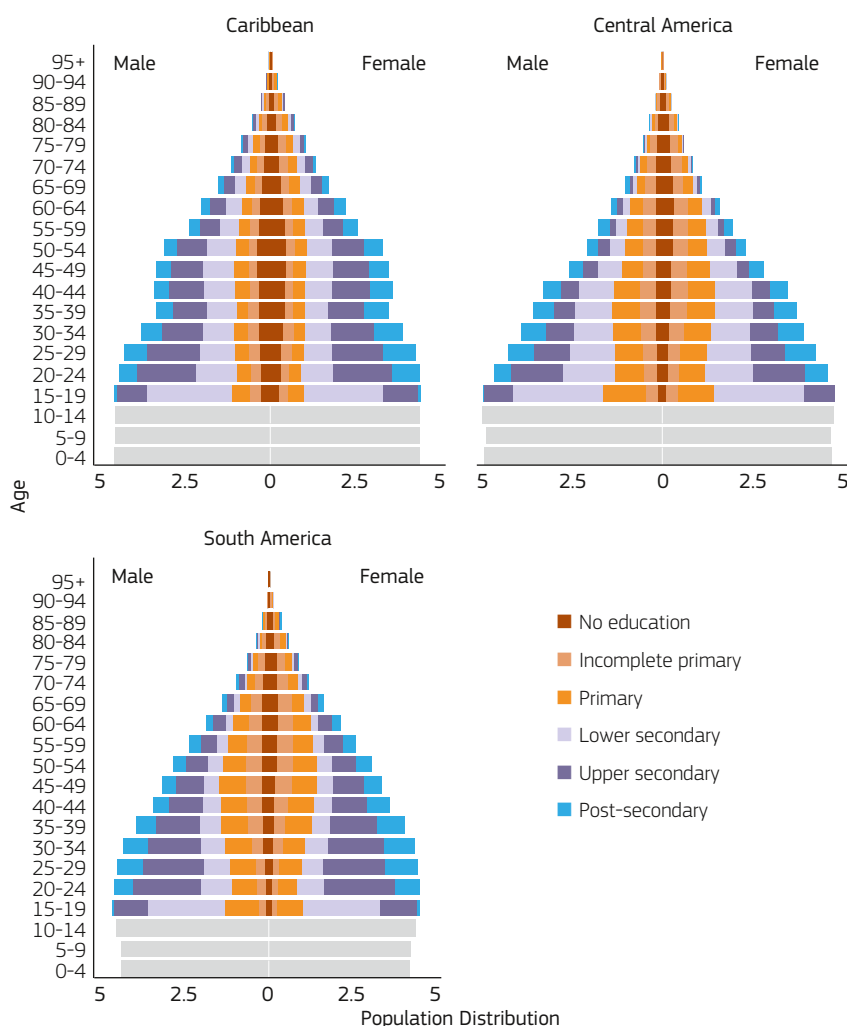 Caribbean
Male
Female
95+
90-94
85-89
80-84
75-79
70-74
65-69
60-64
55-59
50-54
45-49
40-44
35-39
30-34
25-29
20-24
15-19
10-14
5-9
0-4
5 2.5 0 2.5 5
Central America
Male
Female
5 2.5 0 2.5 5
Age
South America
Male
Female
95+
90-94
85-89
80-84
75-79
70-74
65-69
60-64
55-59
50-54
45-49
40-44
35-39
30-34
25-29
20-24
15-19
10-14
5-9
0-4
5 2.5 0 2.5 5
Population Distribution
No education
Incomplete primary
Primary
Lower secondary
Upper secondary
Post-secondary